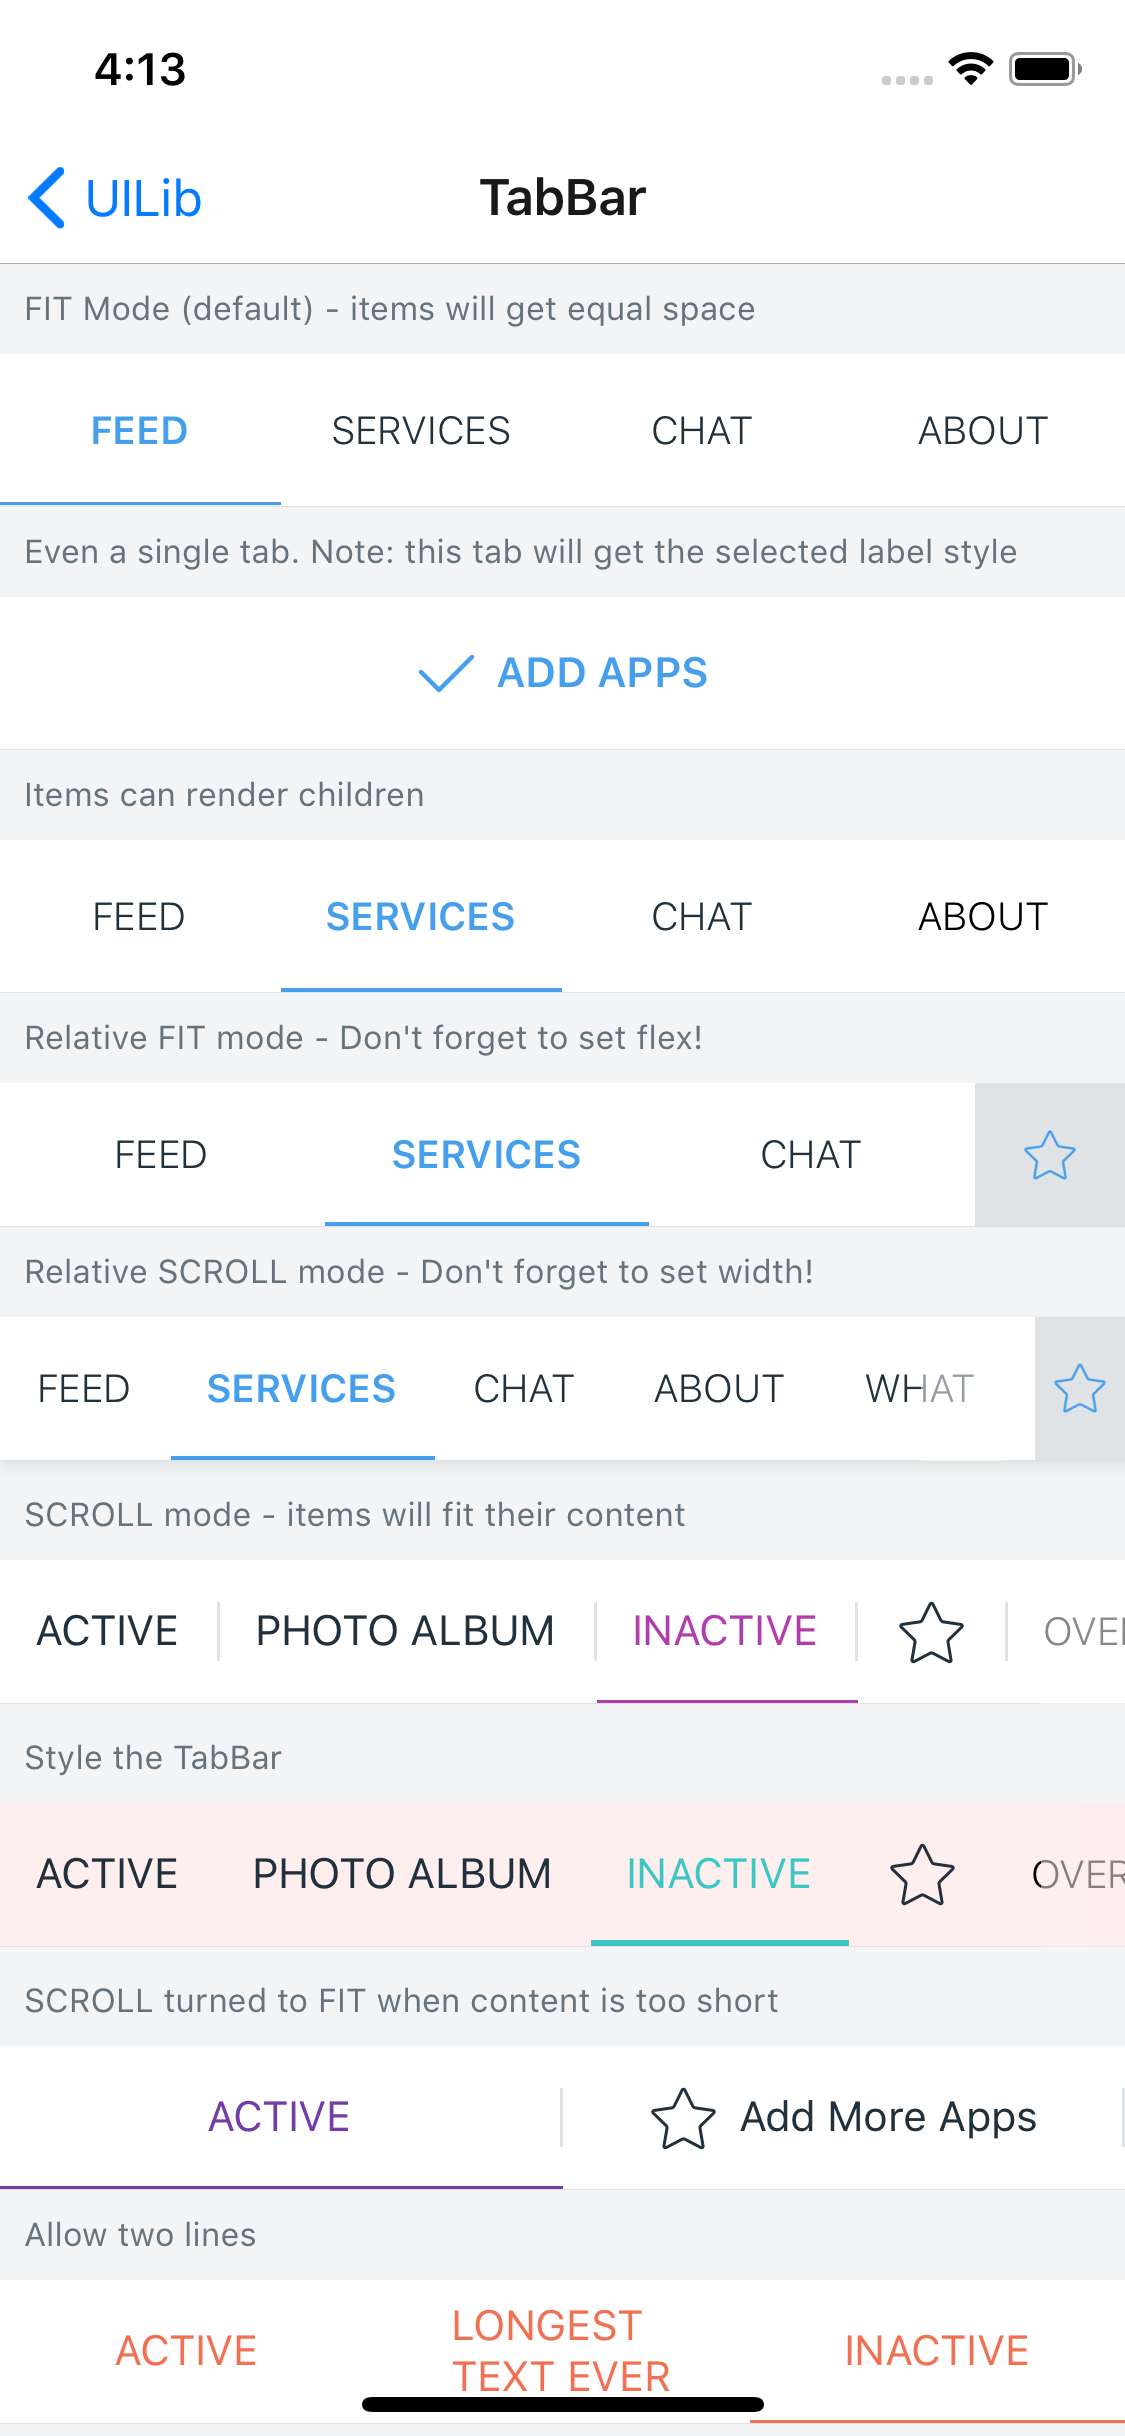 4:13
UILib
TabBar
FIT Mode (default) - items will get equal space
FEED SERVICES CHAT ABOUT
Even a single tab. Note: this tab will get the selected label style
ADD APPS
Items can render children
FEED SERVICES CHAT ABOUT
Relative FIT mode - Don't forget to set flex!
FEED SERVICES CHAT
Relative SCROLL mode - Don't forget to set width!
FEED SERVICES CHAT ABOUT WHAT
SCROLL mode - items will fit their content
ACTIVE PHOTO ALBUM INACTIVE OVE
Style the TabBar
ACTIVE PHOTO ALBUM INACTIVE OVER
SCROLL turned to FIT when content is too short
ACTIVE Add More Apps
Allow two lines
ACTIVE LONGEST INACTIVE
TEXT EVER